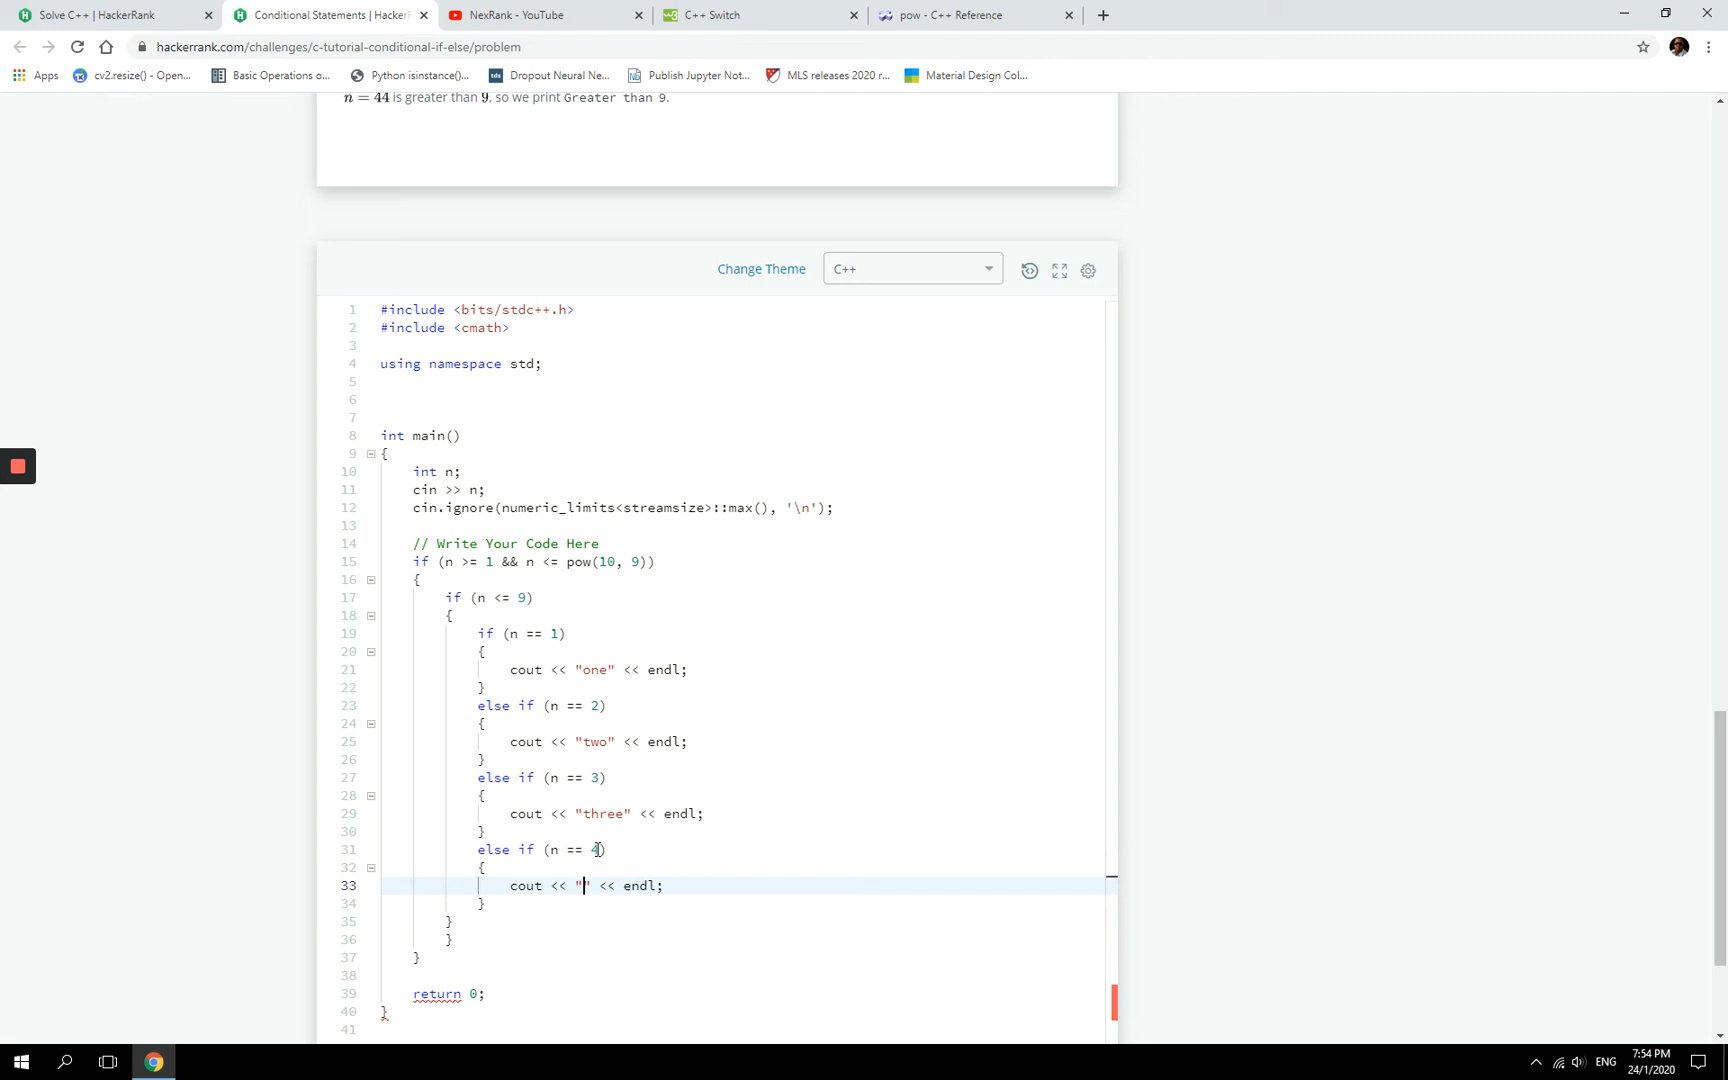 Solve C++ | HackerRank
Conditional Statements | HackerR
NexRank - YouTube
C++ Switch
pow - C++ Reference
hackerrank.com/challenges/c-tutorial-conditional-if-else/problem
Apps
cv2.resize() - Open...
Basic Operations o...
Python isinstance()...
Dropout Neural Ne...
Publish Jupyter Not...
MLS releases 2020 r...
Material Design Col...
n = 44 is greater than 9, so we print Greater than 9.
Change Theme
C++
1 #include <bits/stdc++.h>
2 #include <cmath>
3
4 using namespace std;
5
6
7
8 int main()
9 {
10 int n;
11 cin >> n;
12 cin.ignore(numeric_limits<streamsize>::max(), '\n');
13
14 // Write Your Code Here
15 if (n >= 1 && n <= pow(10, 9))
16 {
17 if (n <= 9)
18 {
19 if (n == 1)
20 {
21 cout << "one" << endl;
22 }
23 else if (n == 2)
24 {
25 cout << "two" << endl;
26 }
27 else if (n == 3)
28 {
29 cout << "three" << endl;
30 }
31 else if (n == 4)
32 {
33 cout << "" << endl;
34 }
35 }
36 }
37 }
38
39 return 0;
40 }
41
ENG
7:54 PM
24/1/2020